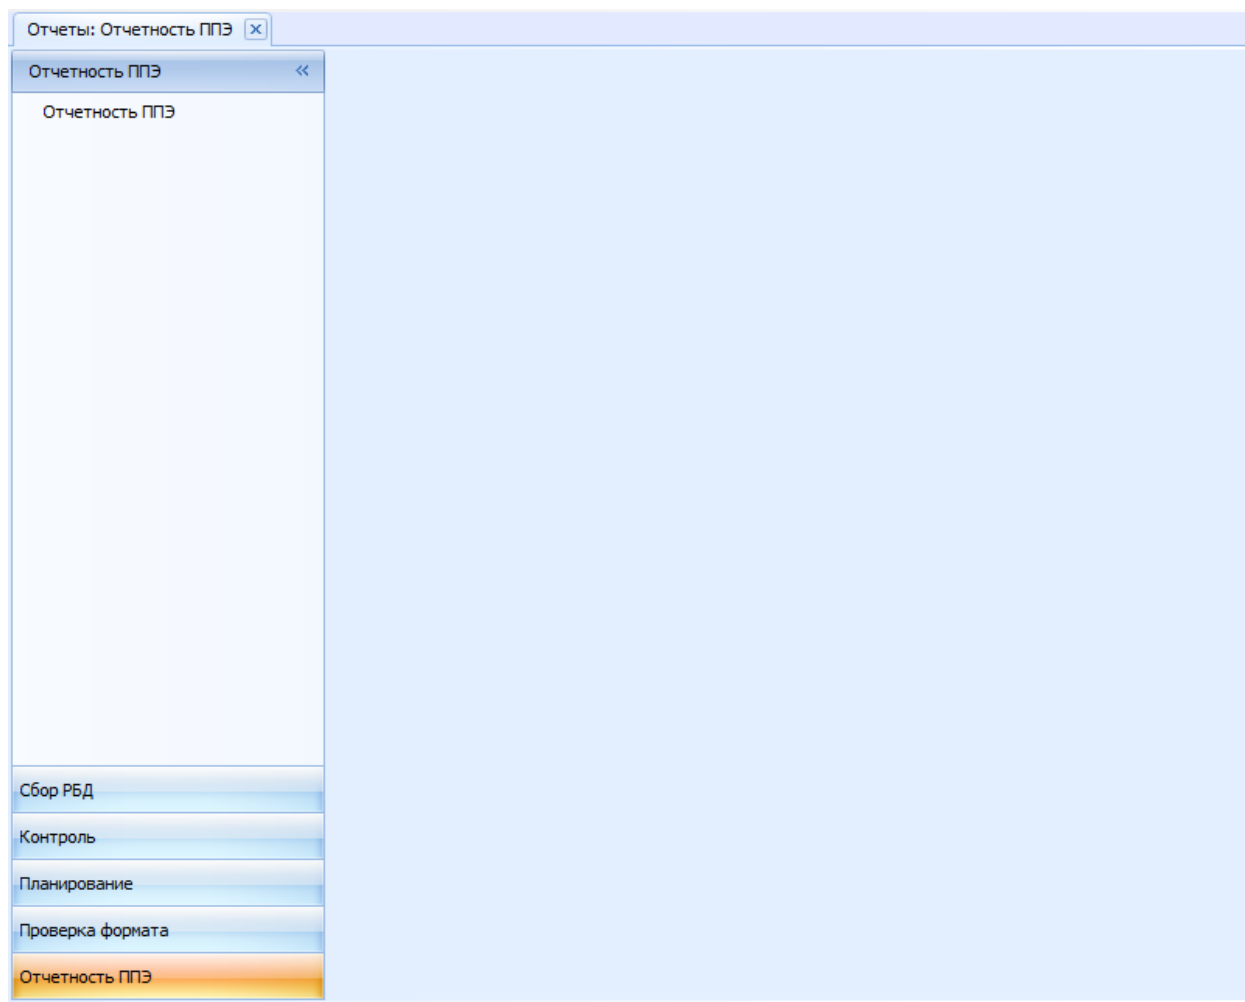 Отчеты: Отчетность ППЭ
Отчетность ППЭ
Отчетность ППЭ
Сбор РБД
Контроль
Планирование
Проверка формата
Отчетность ППЭ